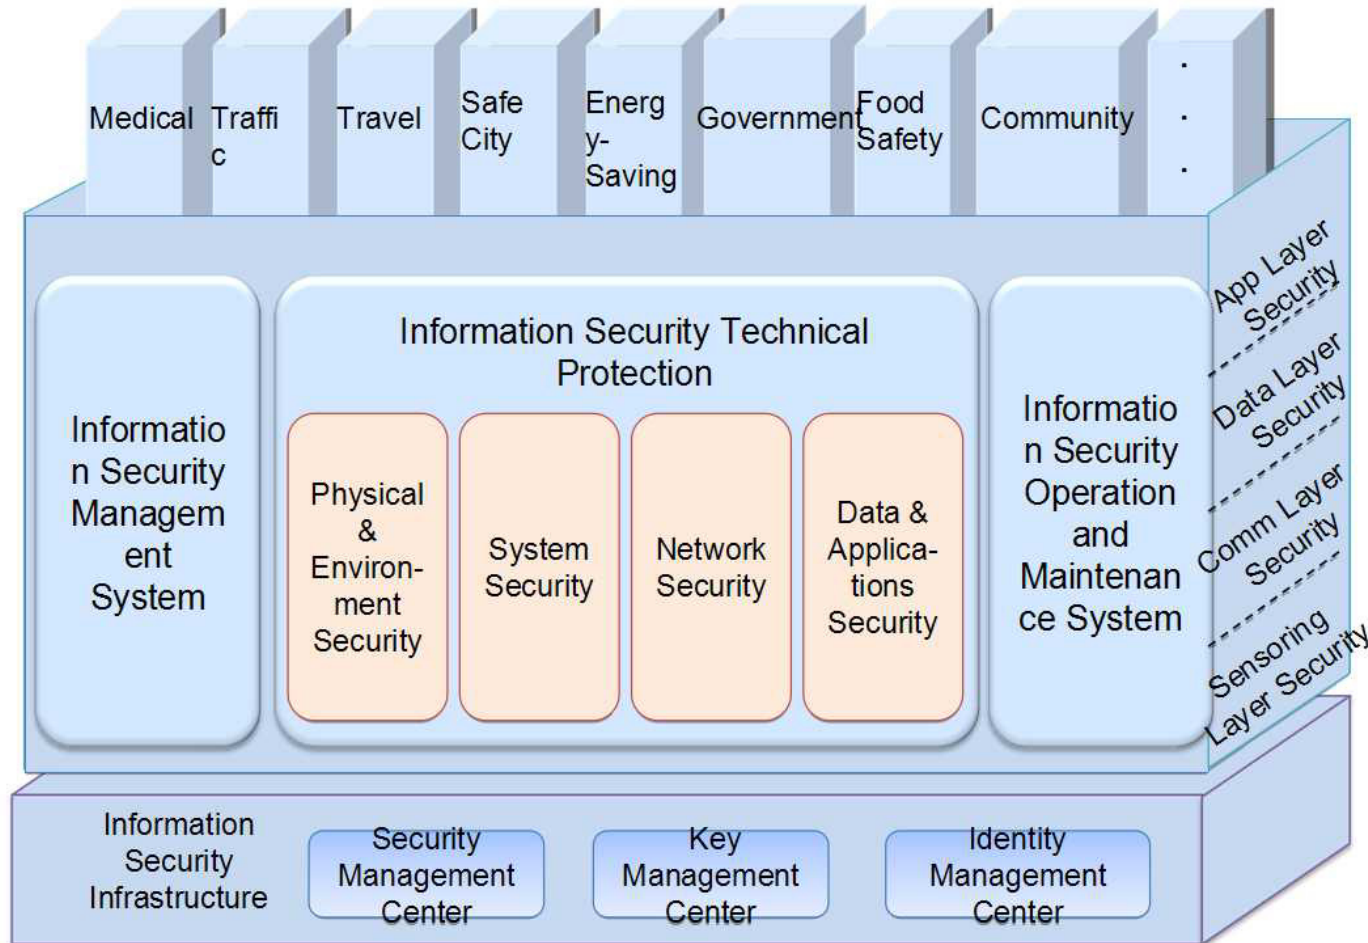 Medical
Traffi
c
Travel
Safe
City
Energ
y-
Saving
Government
Food
Safety
Community
.
.
.
Information Security Technical
Protection
Informatio
n Security
Managem
ent
System
Physical
&
Environ-
ment
Security
System
Security
Network
Security
Data &
Applica-
tions
Security
Informatio
n Security
Operation
and
Maintenan
ce System
App Layer
Security
Data Layer
Security
Comm Layer
Security
Sensoring
Layer Security
Information
Security
Infrastructure
Security
Management
Center
Key
Management
Center
Identity
Management
Center